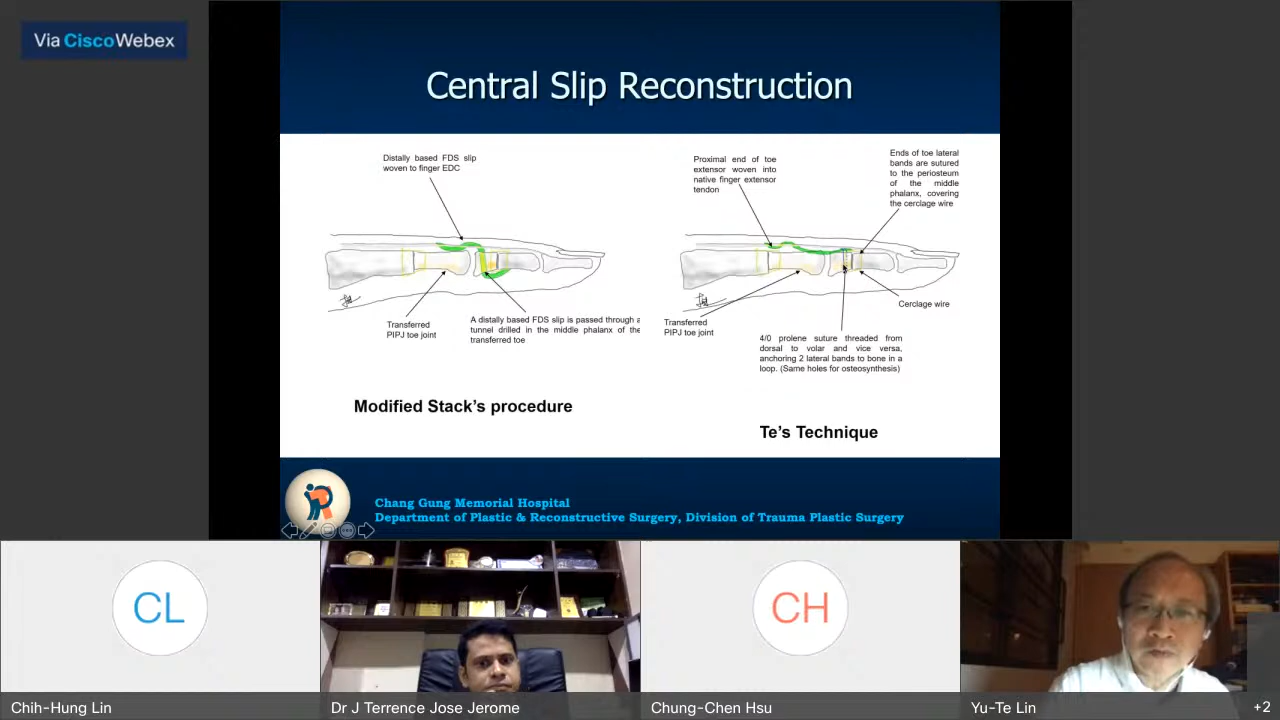 Via CiscoWebex
Central Slip Reconstruction
Distally based FDS slip
woven to finger EDC
Transferred
PIPJ toe joint
A distally based FDS slip is passed through a
tunnel drilled in the middle phalanx of the
transferred toe
Modified Stack's procedure
Proximal end of toe
extensor woven into
native finger extensor
tendon
Ends of toe lateral
bands are sutured
to the periosteum
of the middle
phalanx, covering
the cerclage wire
Cerclage wire
Transferred
PIPJ toe joint
4/0 prolene suture threaded from
dorsal to volar and vice versa,
anchoring 2 lateral bands to bone in a
loop. (Same holes for osteosynthesis)
Te's Technique
Chang Gung Memorial Hospital
Department of Plastic & Reconstructive Surgery, Division of Trauma Plastic Surgery
CL
CH
Chih-Hung Lin
Dr J Terrence Jose Jerome
Chung-Chen Hsu
Yu-Te Lin
+2